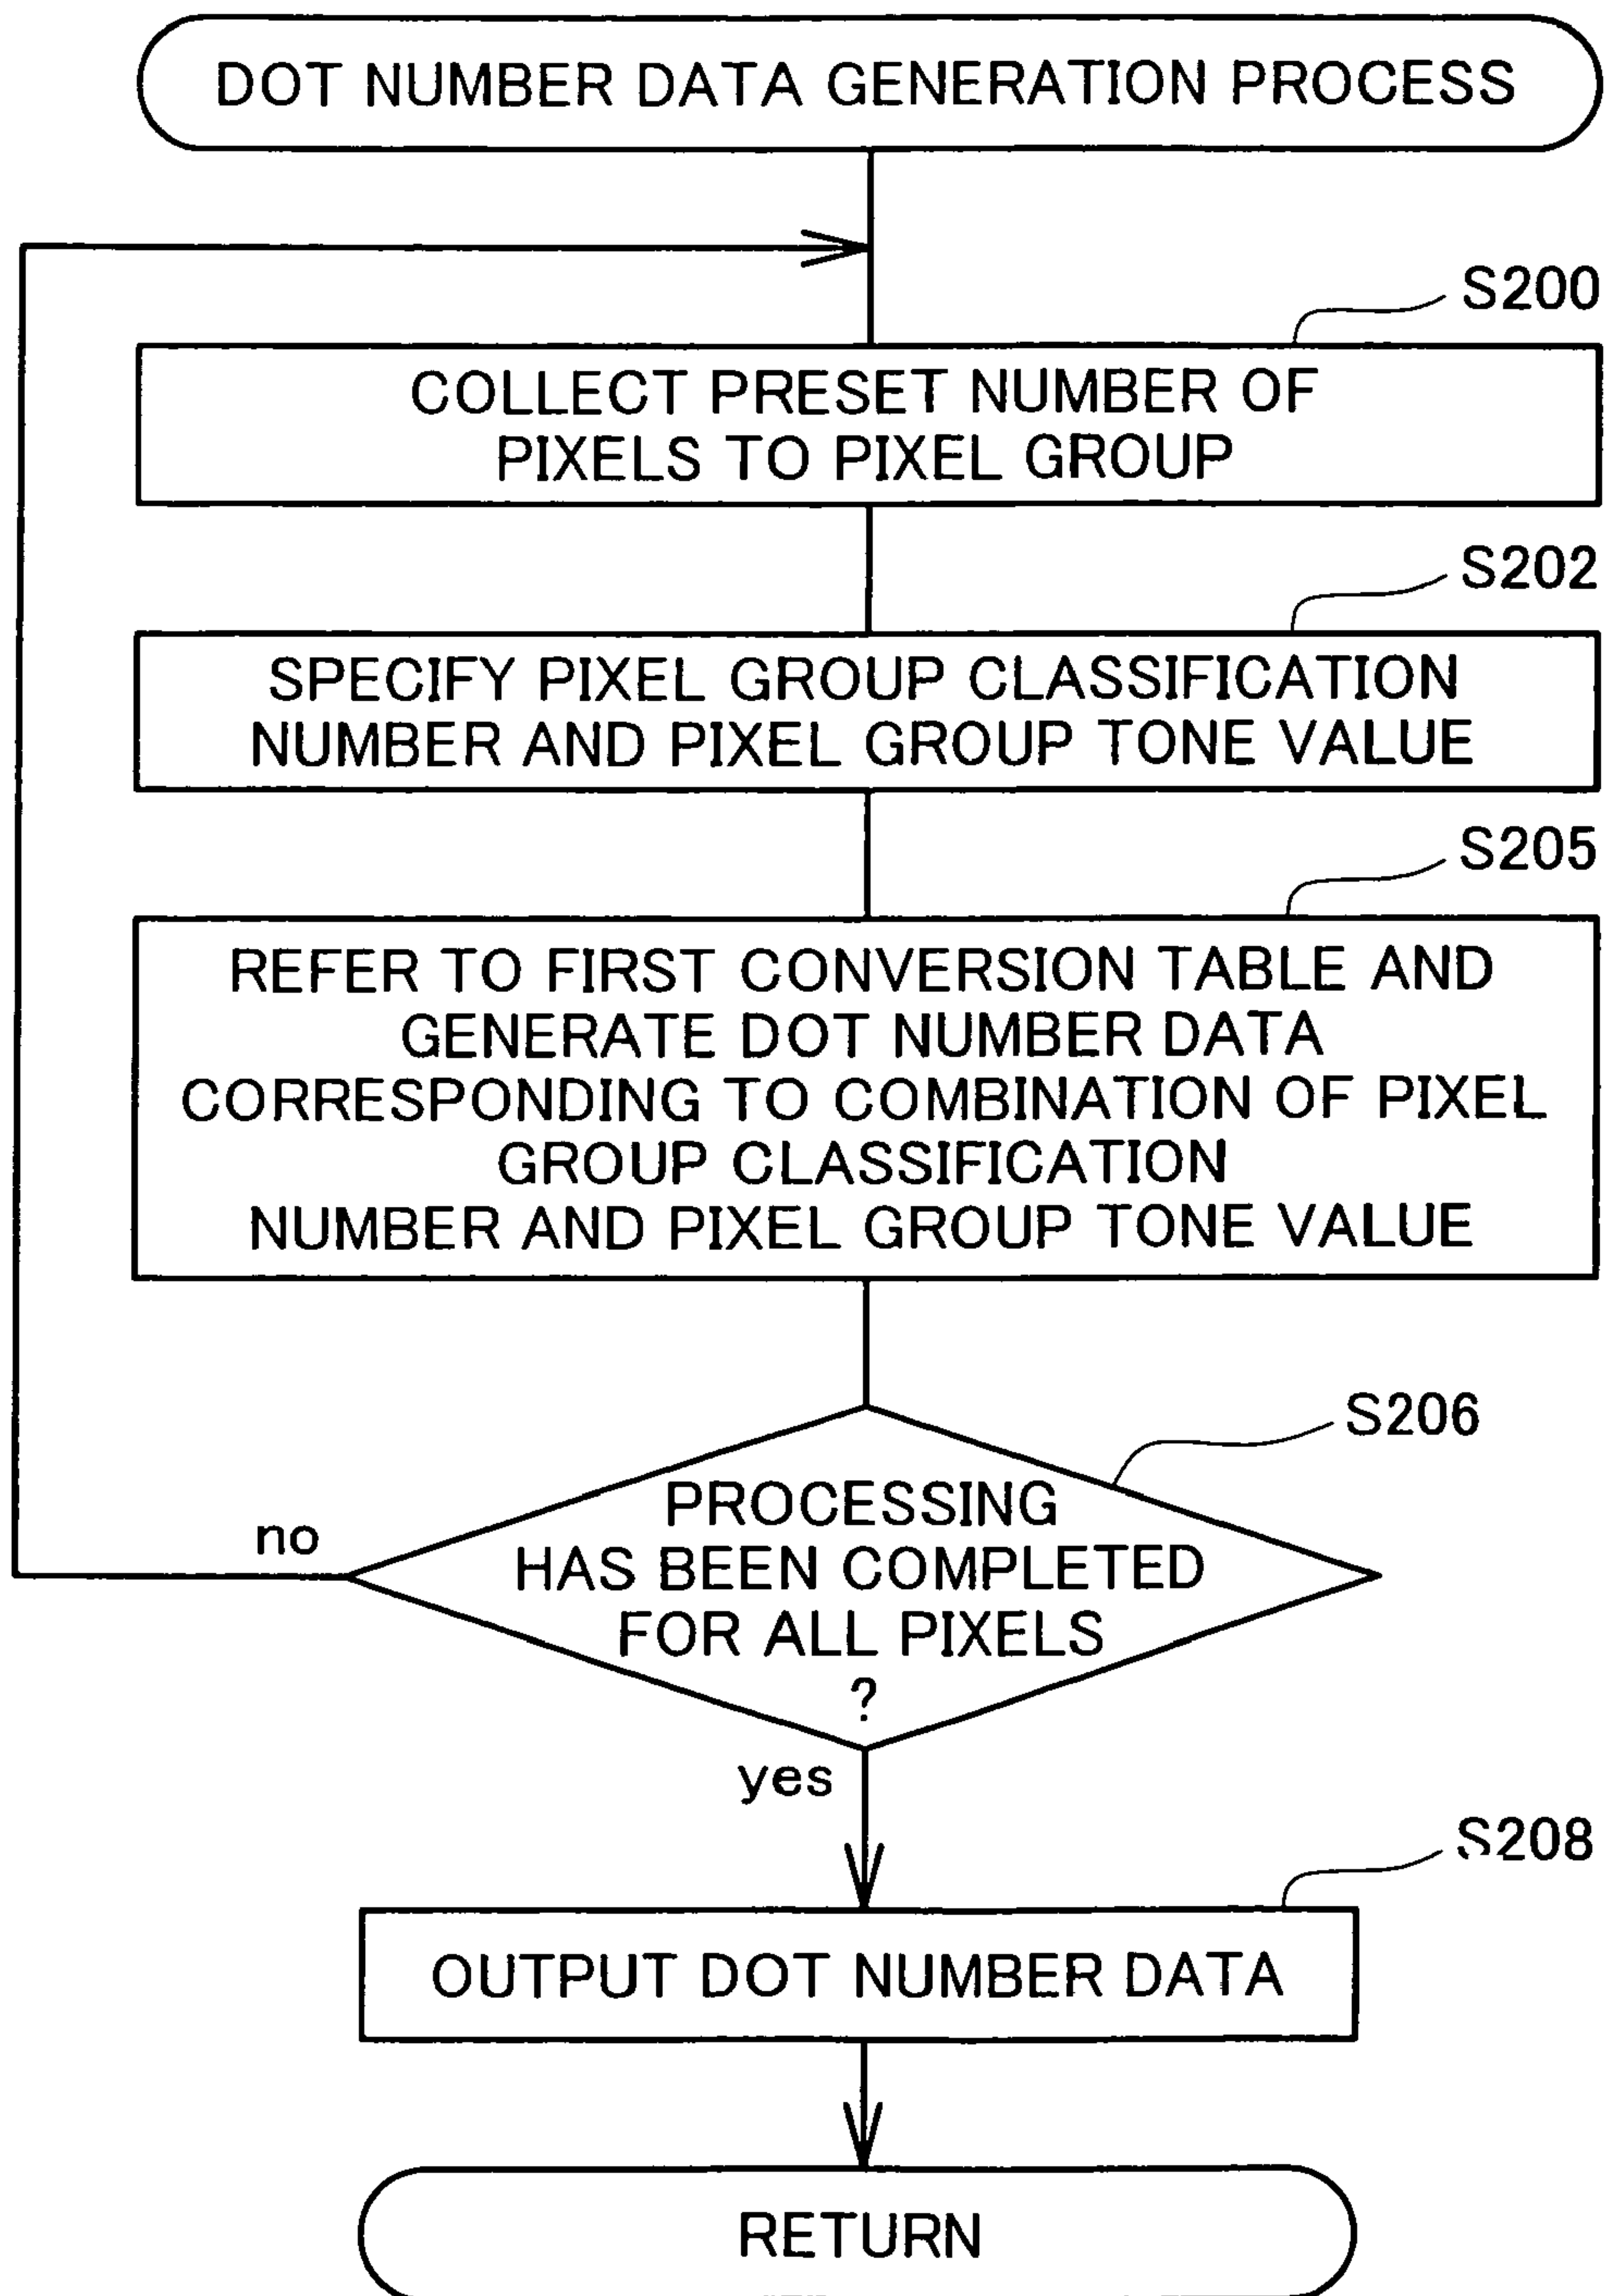 DOT NUMBER DATA GENERATION PROCESS
S200
COLLECT PRESET NUMBER OF
PIXELS TO PIXEL GROUP
S202
SPECIFY PIXEL GROUP CLASSIFICATION
NUMBER AND PIXEL GROUP TONE VALUE
S205
REFER TO FIRST CONVERSION TABLE AND
GENERATE DOT NUMBER DATA
CORRESPONDING TO COMBINATION OF PIXEL
GROUP CLASSIFICATION
NUMBER AND PIXEL GROUP TONE VALUE
S206
PROCESSING
HAS BEEN COMPLETED
FOR ALL PIXELS
?
no
yes
S208
OUTPUT DOT NUMBER DATA
RETURN